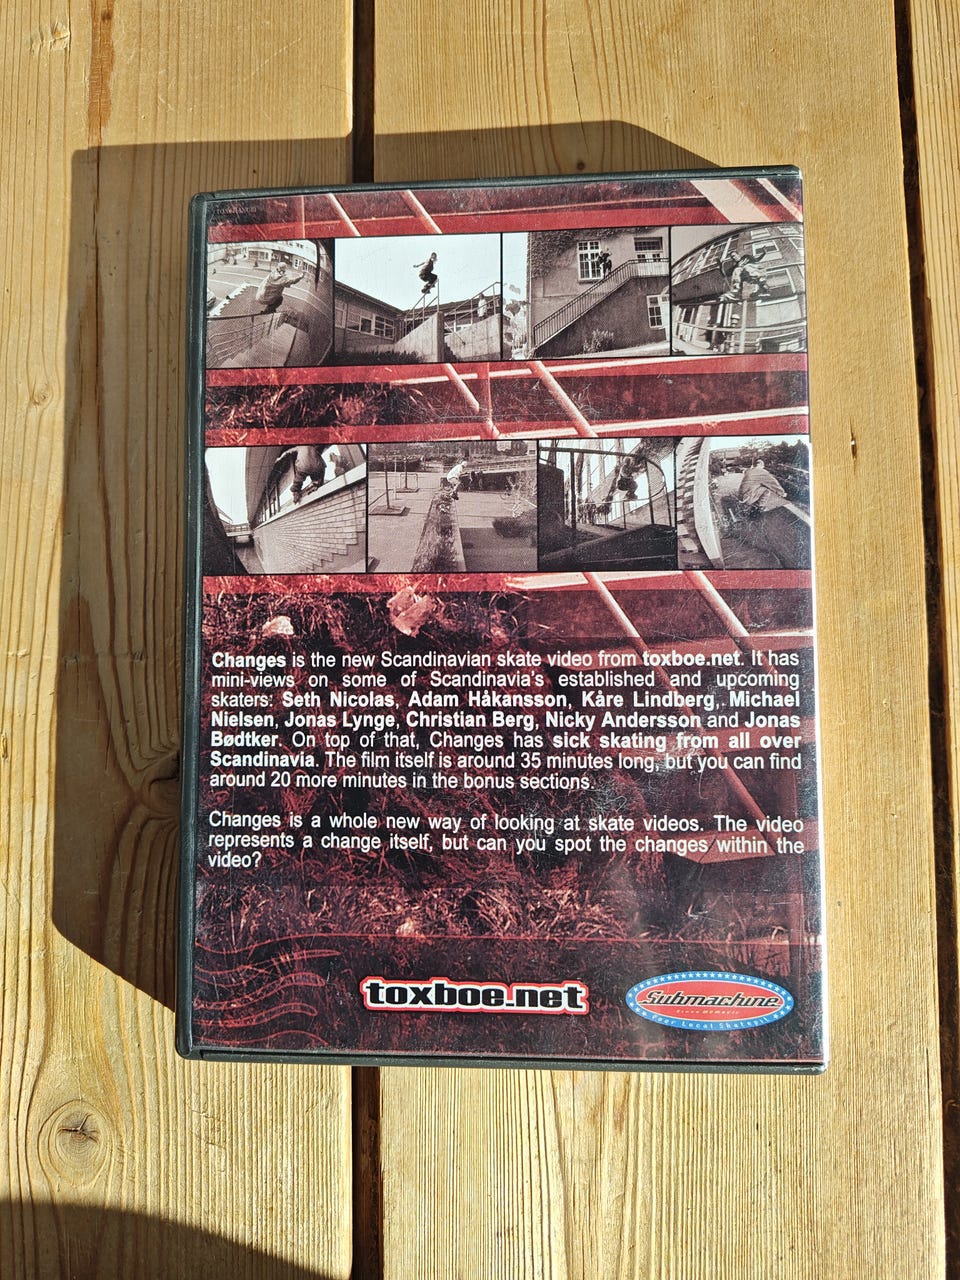 Changes is the new Scandinavian skate video from toxboe.net. It has
mini-views on some of Scandinavia's established and upcoming
skaters: Seth Nicolas, Adam Håkansson, Kåre Lindberg, Michael
Nielsen, Jonas Lynge, Christian Berg, Nicky Andersson and Jonas
Bødtker. On top of that, Changes has sick skating from all over
Scandinavia. The film itself is around 35 minutes long, but you can find
around 20 more minutes in the bonus sections.
Changes is a whole new way of looking at skate videos. The video
represents a change itself, but can you spot the changes within the
video?
toxboe.net
Submachine
Your Local Skatepit